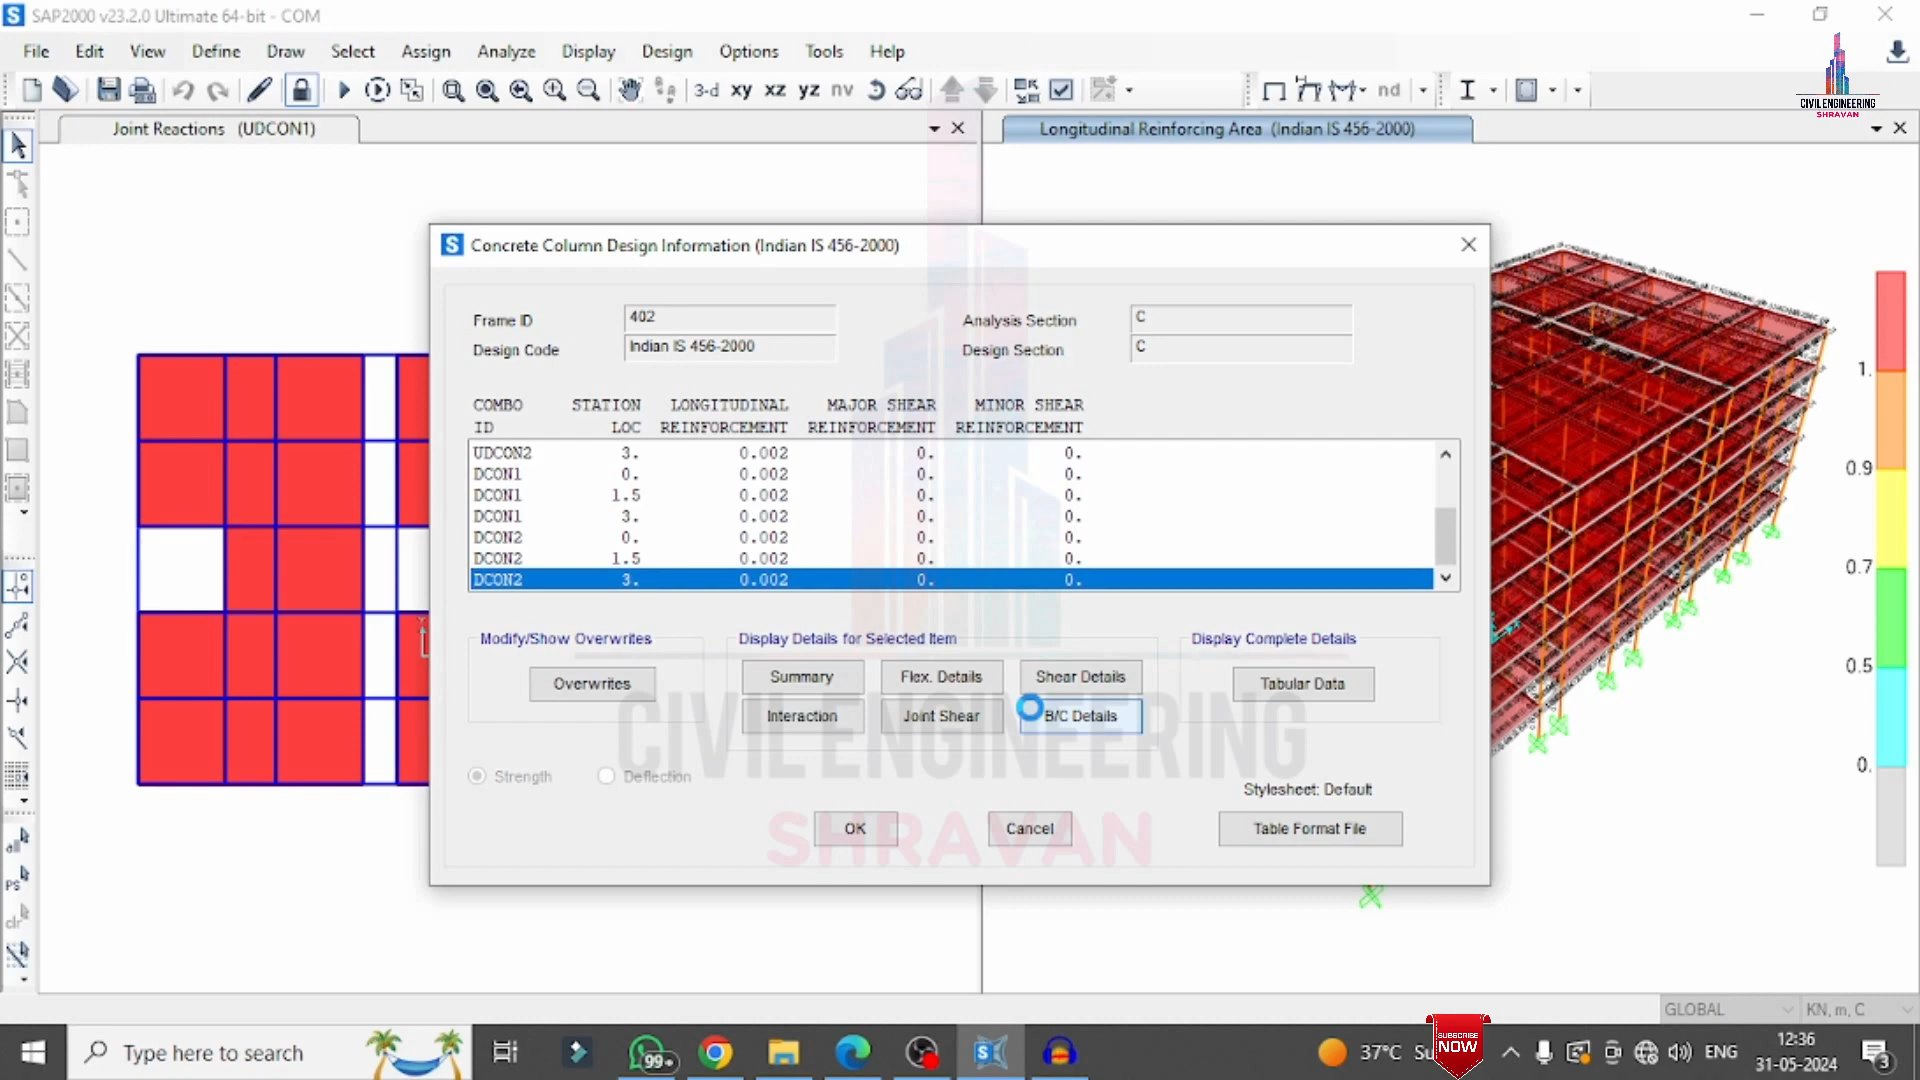 SAP2000 v23.2.0 Ultimate 64-bit - COM
File Edit View Define Draw Select Assign Analyze Display Design Options Tools Help
3-d xy xz yz nv nd
CIVIL ENGINEERING
SHRAVAN
Joint Reactions (UDCON1)
Longitudinal Reinforcing Area (Indian IS 456-2000)
Concrete Column Design Information (Indian IS 456-2000)
Frame ID 402 Analysis Section C
Design Code Indian IS 456-2000 Design Section C
COMBO STATION LONGITUDINAL MAJOR SHEAR MINOR SHEAR
ID LOC REINFORCEMENT REINFORCEMENT REINFORCEMENT
UDCON2 3. 0.002 0. 0.
DCON1 0. 0.002 0. 0.
DCON1 1.5 0.002 0. 0.
DCON1 3. 0.002 0. 0.
DCON2 0. 0.002 0. 0.
DCON2 1.5 0.002 0. 0.
DCON2 3. 0.002 0. 0.
Modify/Show Overwrites Display Details for Selected Item Display Complete Details
Overwrites Summary Flex. Details Shear Details Tabular Data
Interaction Joint Shear B/C Details
Strength Deflection
Stylesheet: Default
OK Cancel Table Format File
CIVIL ENGINEERING
SHRAVAN
1.
0.9
0.7
0.5
0.
GLOBAL KN, m, C
Type here to search
99+
37°C Su
SUBSCRIBE
NOW
ENG
12:36
31-05-2024
3